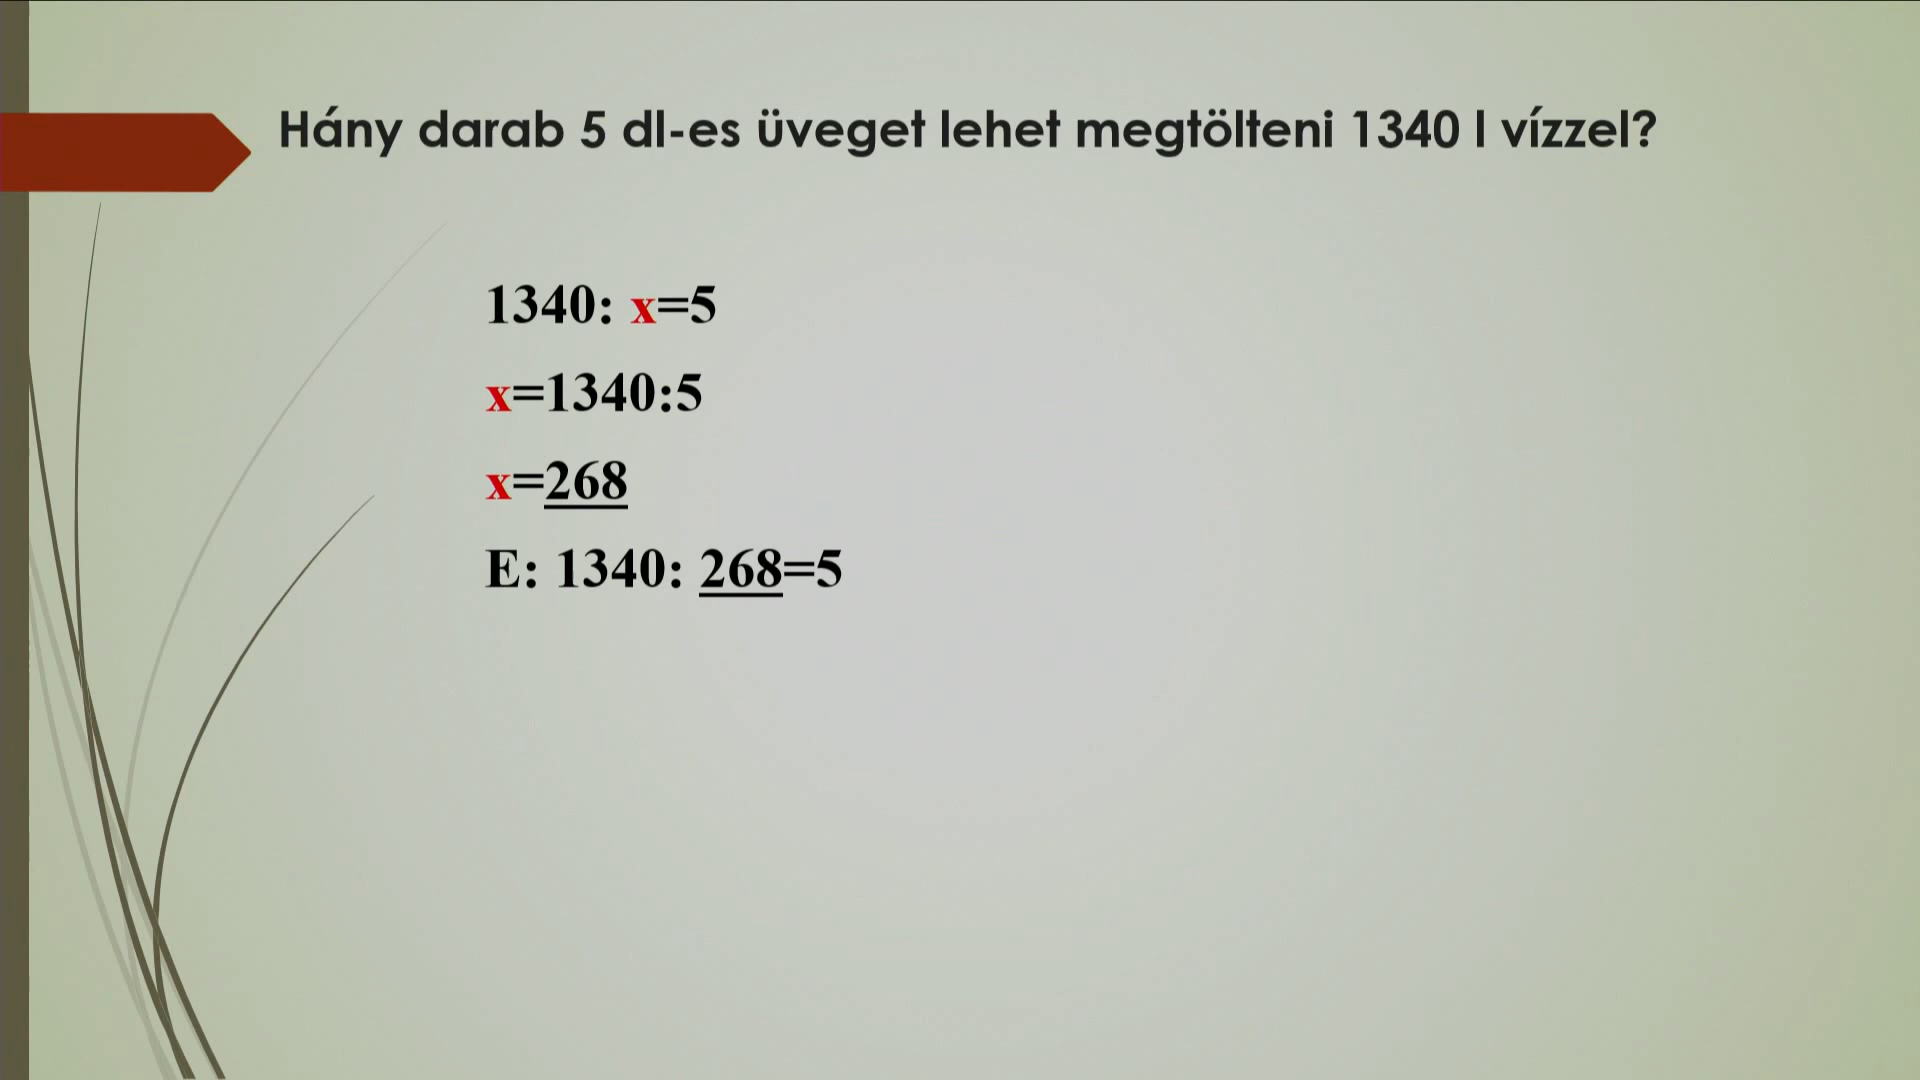 Hány darab 5 dl-es üveget lehet megtölteni 1340 l vízzel?
1340: x=5
x=1340:5
x=268
E: 1340: 268=5